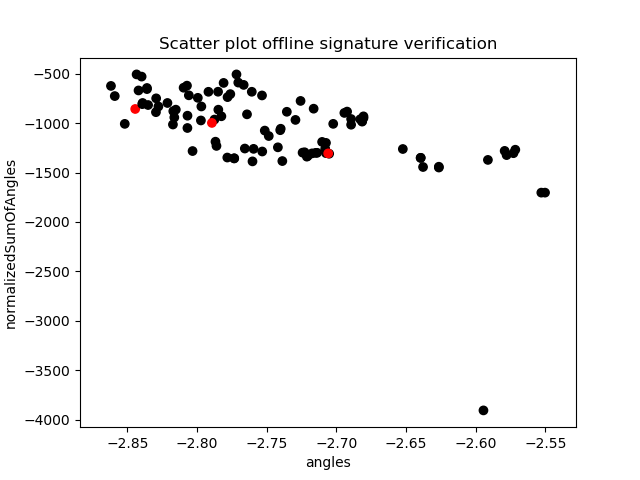 Scatter plot offline signature verification
normalizedSumOfAngles
−500
−1000
−1500
−2000
−2500
−3000
−3500
−4000
−2.85 −2.80 −2.75 −2.70 −2.65 −2.60 −2.55
angles